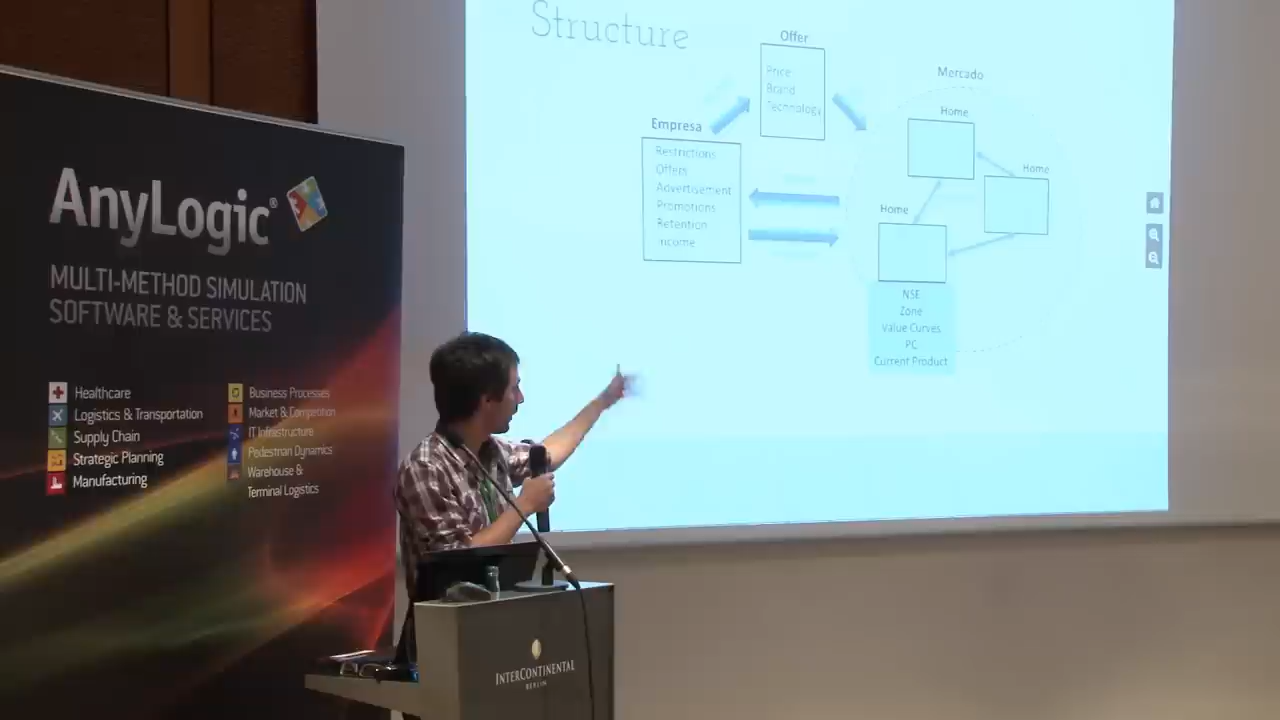 AnyLogic®
MULTI-METHOD SIMULATION
SOFTWARE & SERVICES
Healthcare
Logistics & Transportation
Supply Chain
Strategic Planning
Manufacturing
Business Processes
Market & Competition
IT Infrastructure
Pedestrian Dynamics
Warehouse &
Terminal Logistics
Structure
Offer
Price
Brand
Technology
Empresa
Restrictions
Offers
Advertisement
Promotions
Retention
Income
Mercado
Home
Home
Home
NSE
Zone
Value Curves
PC
Current Product
INTERCONTINENTAL
BERLIN